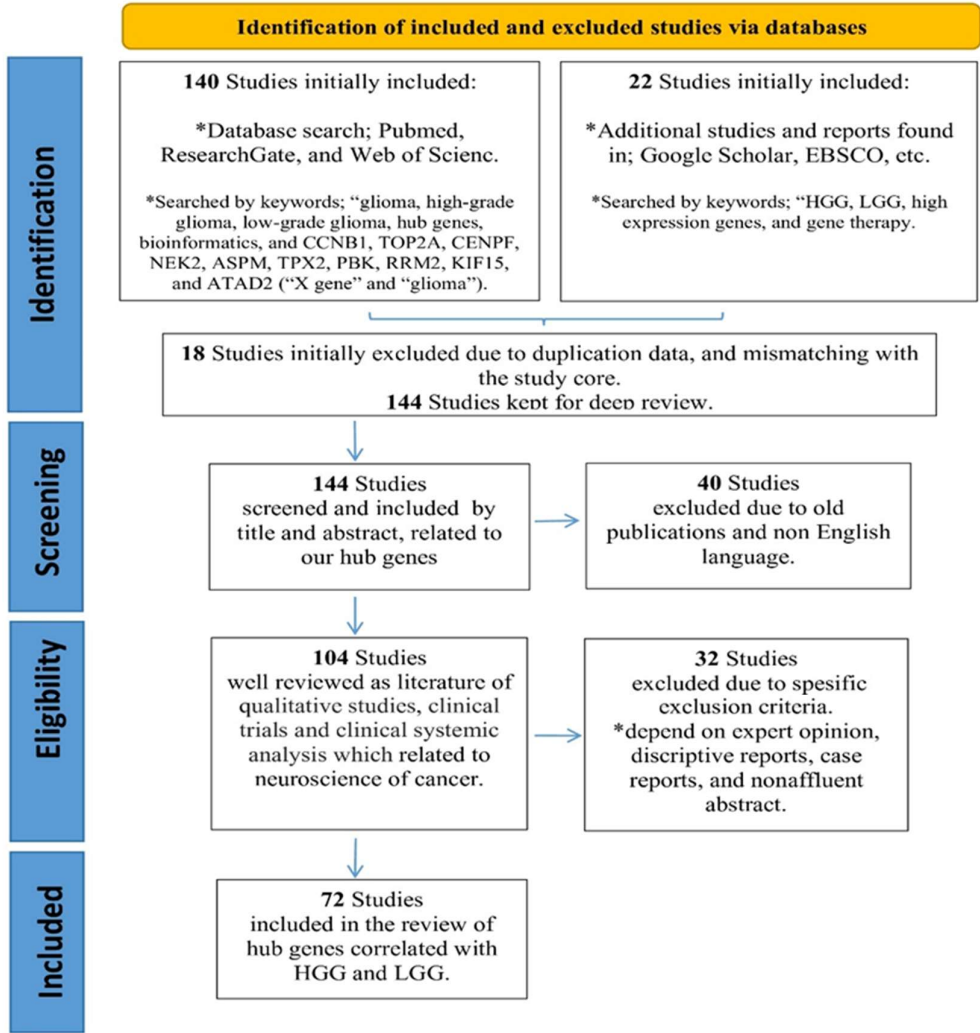 Identification of included and excluded studies via databases
Identification
140 Studies initially included:
*Database search; Pubmed,
ResearchGate, and Web of Scienc.
*Searched by keywords; “glioma, high-grade
glioma, low-grade glioma, hub genes,
bioinformatics, and CCNB1, TOP2A, CENPF,
NEK2, ASPM, TPX2, PBK, RRM2, KIF15,
and ATAD2 (“X gene” and “glioma”).
22 Studies initially included:
*Additional studies and reports found
in; Google Scholar, EBSCO, etc.
*Searched by keywords; “HGG, LGG, high
expression genes, and gene therapy.
18 Studies initially excluded due to duplication data, and mismatching with
the study core.
144 Studies kept for deep review.
Screening
144 Studies
screened and included by
title and abstract, related to
our hub genes
40 Studies
excluded due to old
publications and non English
language.
Eligibility
104 Studies
well reviewed as literature of
qualitative studies, clinical
trials and clinical systemic
analysis which related to
neuroscience of cancer.
32 Studies
excluded due to spesific
exclusion criteria.
*depend on expert opinion,
discriptive reports, case
reports, and nonaffluent
abstract.
Included
72 Studies
included in the review of
hub genes correlated with
HGG and LGG.